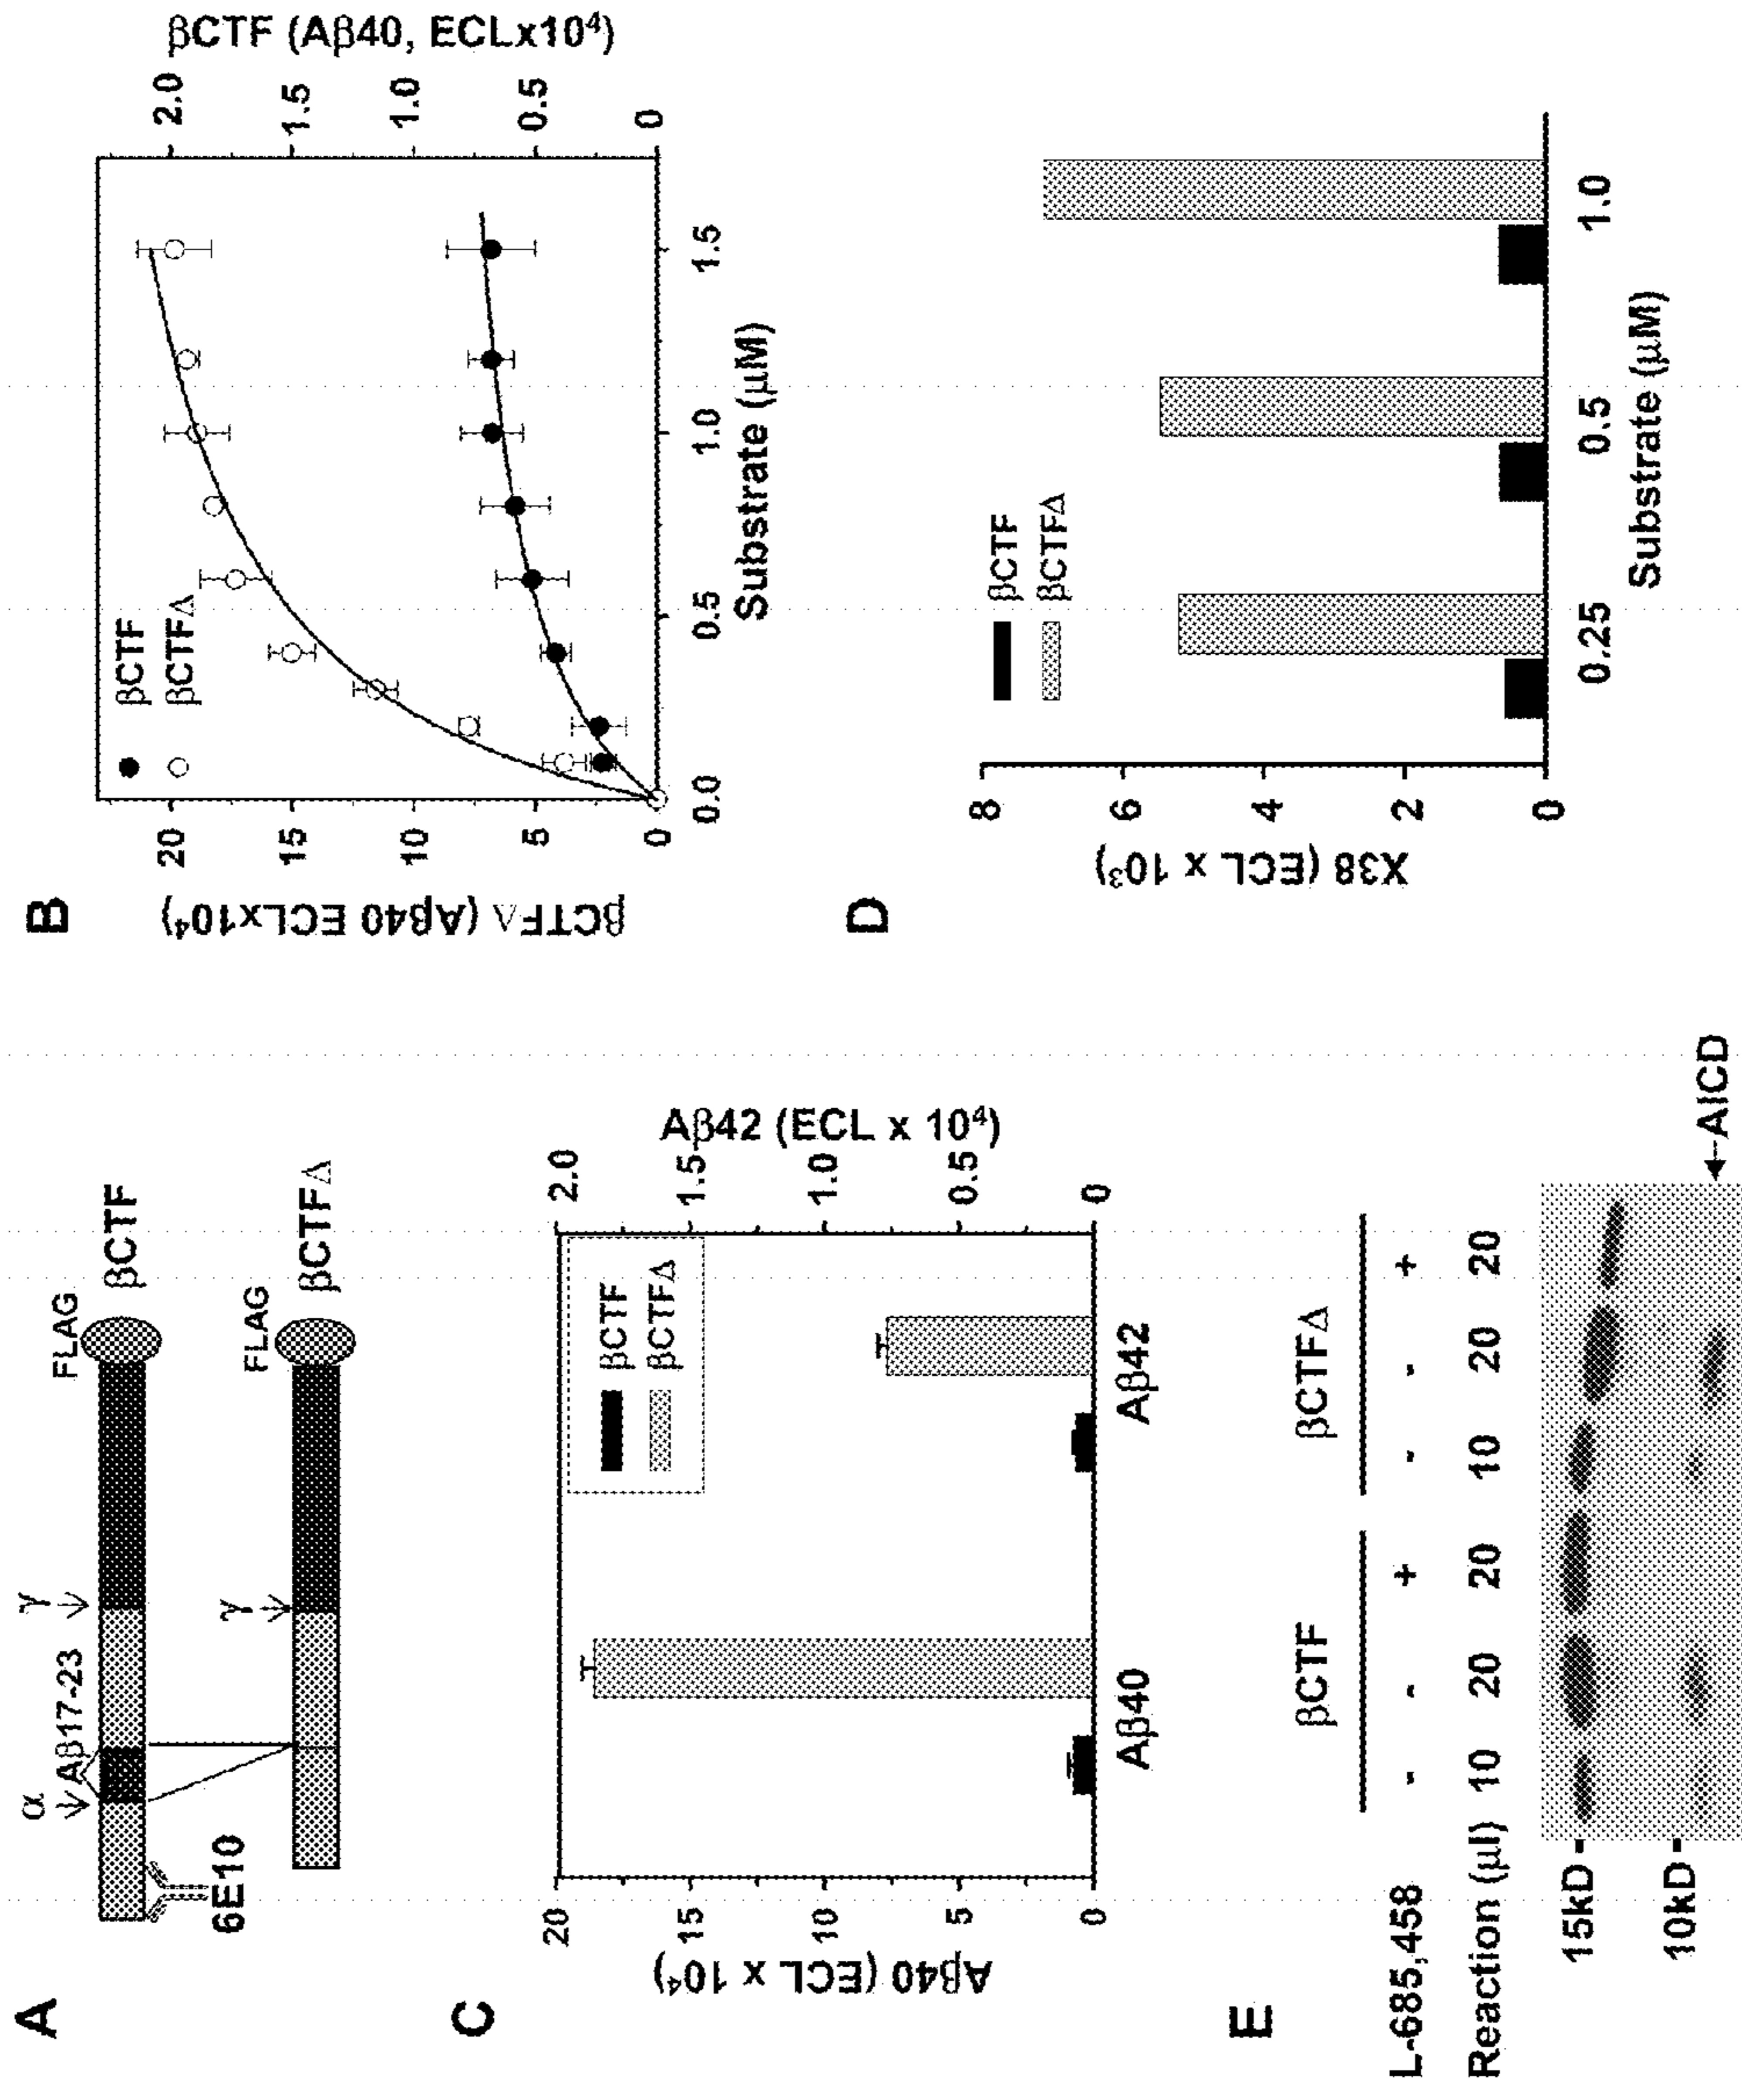 A
FLAG
α
Aβ17-23
γ
βCTF
6E10
FLAG
γ
βCTFΔ
B
βCTFΔ (Aβ40 ECLx10⁴)
βCTF (Aβ40, ECLx10⁴)
● βCTF
○ βCTFΔ
20
15
10
5
0
2.0
1.5
1.0
0.5
0
0.0 0.5 1.0 1.5
Substrate (μM)
C
Aβ40 (ECL x 10⁴)
Aβ42 (ECL x 10⁴)
βCTF
βCTFΔ
20
15
10
5
0
2.0
1.5
1.0
0.5
0
Aβ40 Aβ42
D
X38 (ECL x 10³)
βCTF
βCTFΔ
8
6
4
2
0
0.25 0.5 1.0
Substrate (μM)
E
βCTF βCTFΔ
L-685,458 - - + - - +
Reaction (μl) 10 20 20 10 20 20
15kD
10kD
AICD